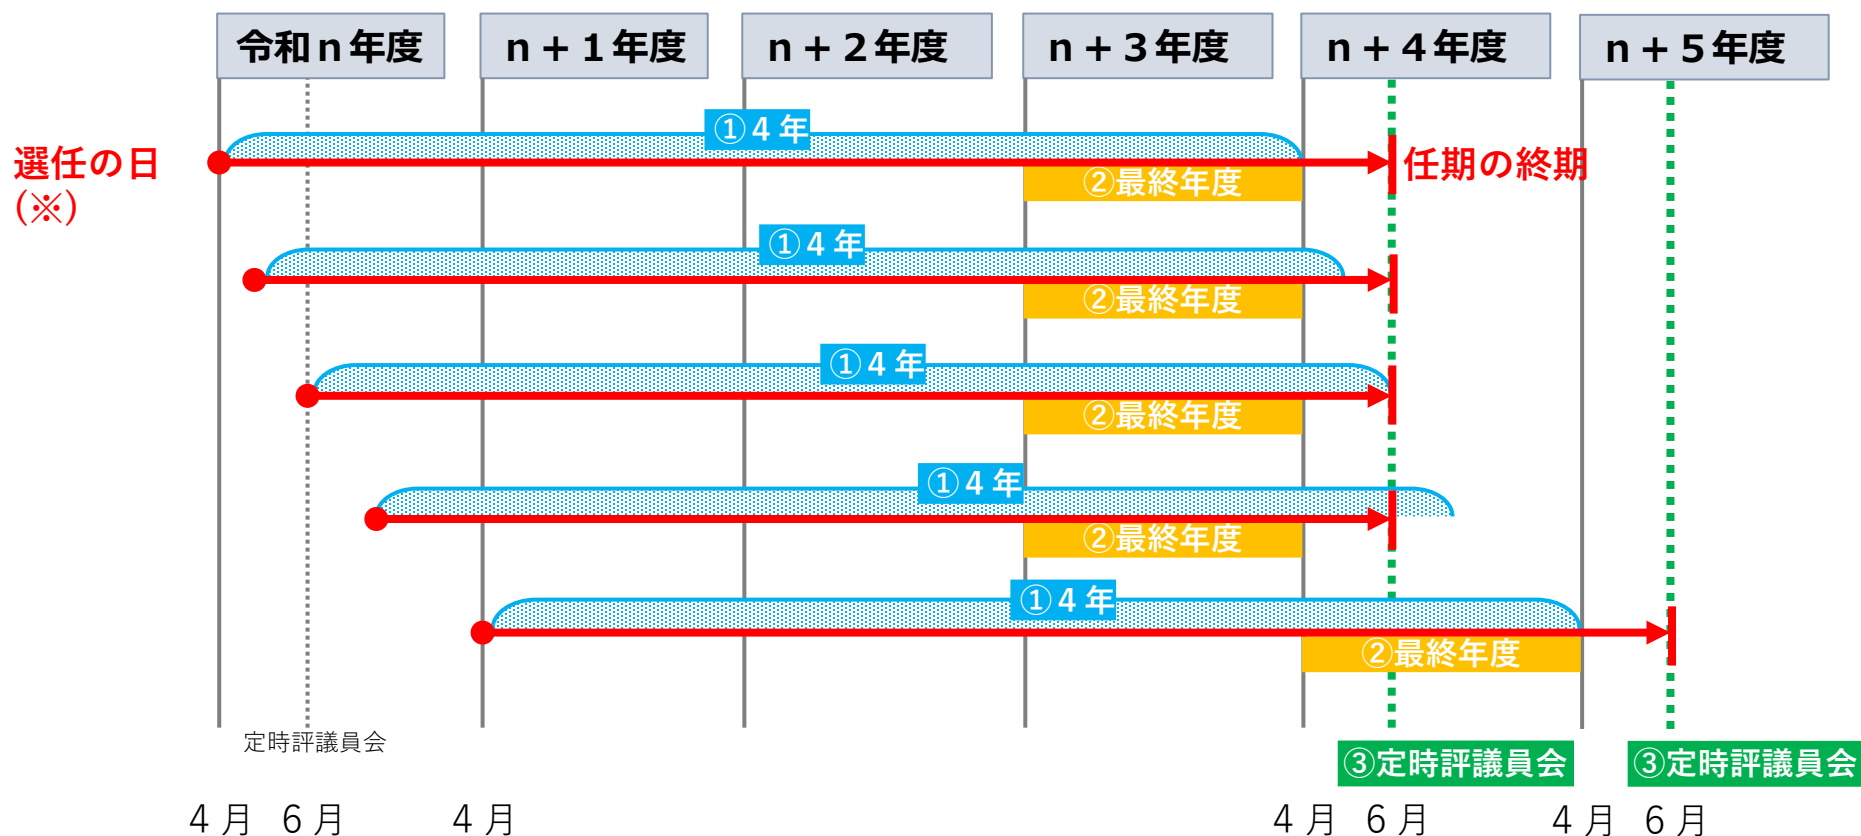 令和ｎ年度
ｎ＋１年度
ｎ＋２年度
ｎ＋３年度
ｎ＋４年度
ｎ＋５年度
①４年
選任の日
(※)
任期の終期
②最終年度
①４年
②最終年度
①４年
②最終年度
①４年
②最終年度
①４年
②最終年度
定時評議員会
③定時評議員会
③定時評議員会
４月
６月
４月
４月
６月
４月
６月